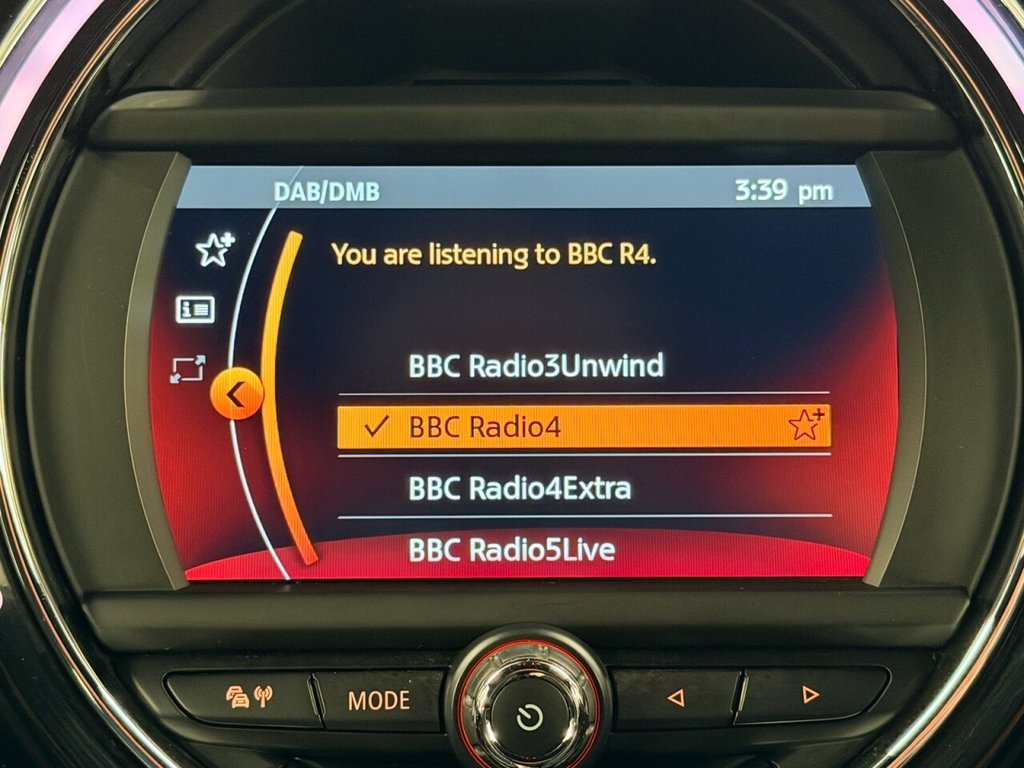 DAB/DMB 3:39 pm
You are listening to BBC R4.
BBC Radio3Unwind
BBC Radio4
BBC Radio4Extra
BBC Radio5Live
MODE